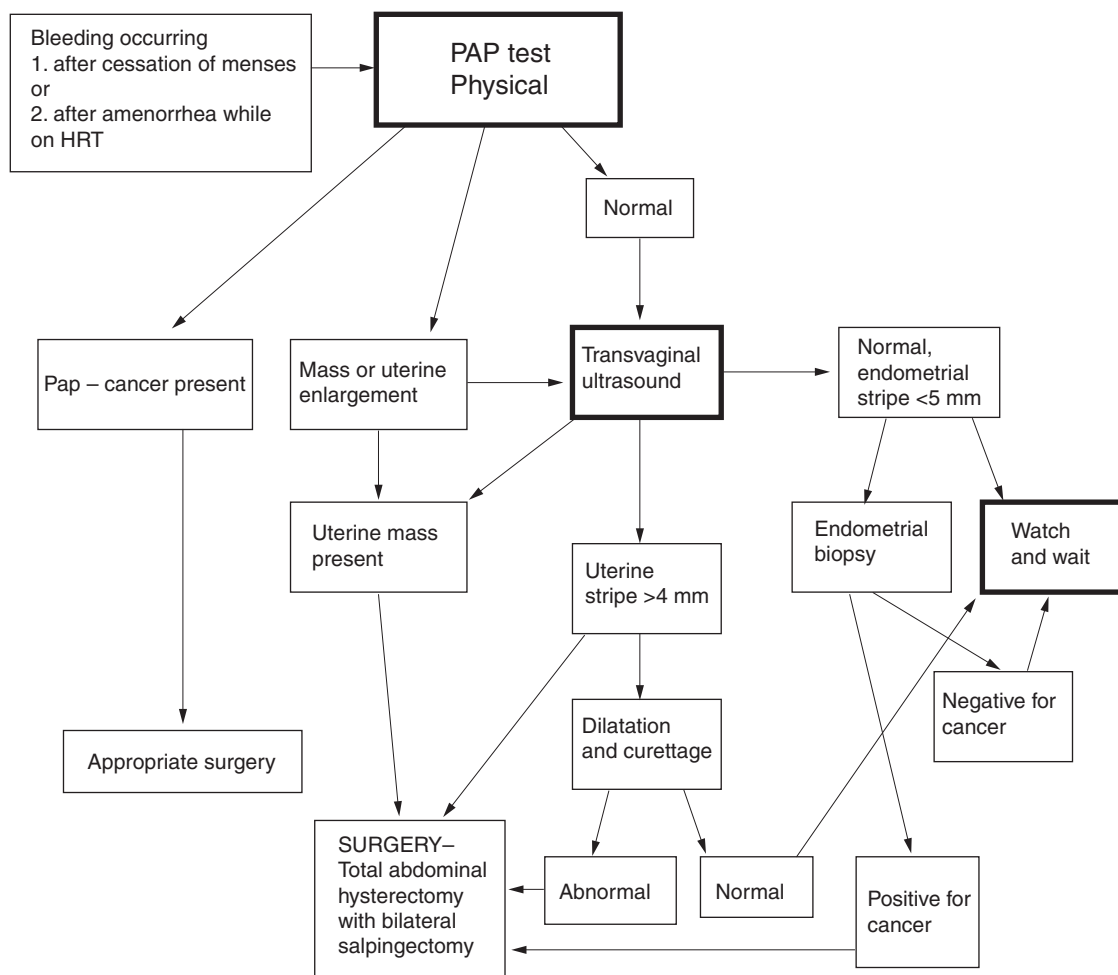 Bleeding occurring
1. after cessation of menses
or
2. after amenorrhea while
on HRT
PAP test
Physical
Normal
Pap – cancer present
Mass or uterine
enlargement
Transvaginal
ultrasound
Normal,
endometrial
stripe <5 mm
Uterine mass
present
Uterine
stripe >4 mm
Endometrial
biopsy
Watch
and wait
Negative for
cancer
Appropriate surgery
Dilatation
and curettage
SURGERY–
Total abdominal
hysterectomy
with bilateral
salpingectomy
Abnormal
Normal
Positive for
cancer